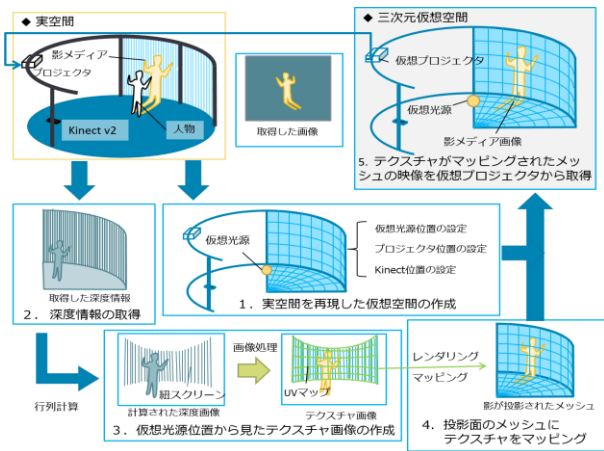 ◆ 実空間
影メディア
プロジェクタ
Kinect v2
人物
取得した画像
◆ 三次元仮想空間
仮想プロジェクタ
仮想光源
影メディア画像
5. テクスチャがマッピングされたメッ
シュの映像を仮想プロジェクタから取得
取得した深度情報
2. 深度情報の取得
仮想光源
仮想光源位置の設定
プロジェクタ位置の設定
Kinect位置の設定
1. 実空間を再現した仮想空間の作成
行列計算
紐スクリーン
計算された深度画像
画像処理
UVマップ
テクスチャ画像
3. 仮想光源位置から見たテクスチャ画像の作成
レンダリング
マッピング
影が投影されたメッシュ
4. 投影面のメッシュに
テクスチャをマッピング